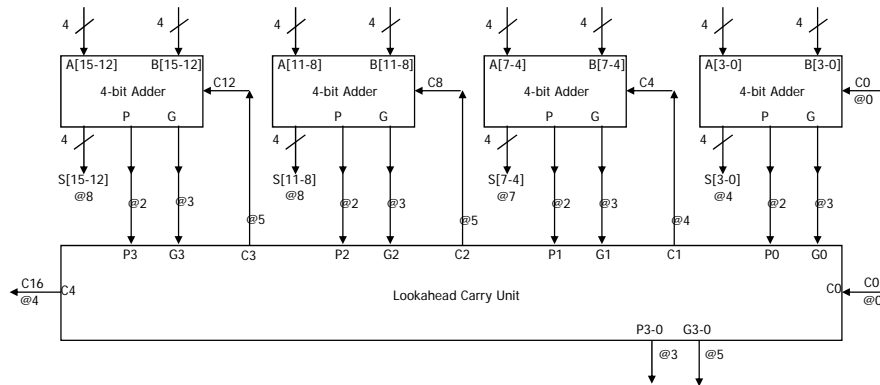 4 4 4 4 4 4 4 4
A[15-12] B[15-12] A[11-8] B[11-8] A[7-4] B[7-4] A[3-0] B[3-0]
C12 C8 C4 C0
4-bit Adder 4-bit Adder 4-bit Adder 4-bit Adder
@0
P G P G P G P G
4 4 4 4
S[15-12] S[11-8] S[7-4] S[3-0]
@8 @8 @7 @4
@2 @3 @2 @3 @2 @3 @2 @3
@5 @5 @4
P3 G3 C3 P2 G2 C2 P1 G1 C1 P0 G0
C16 C4 C0 C0
@4 Lookahead Carry Unit @0
P3-0 G3-0
@3 @5